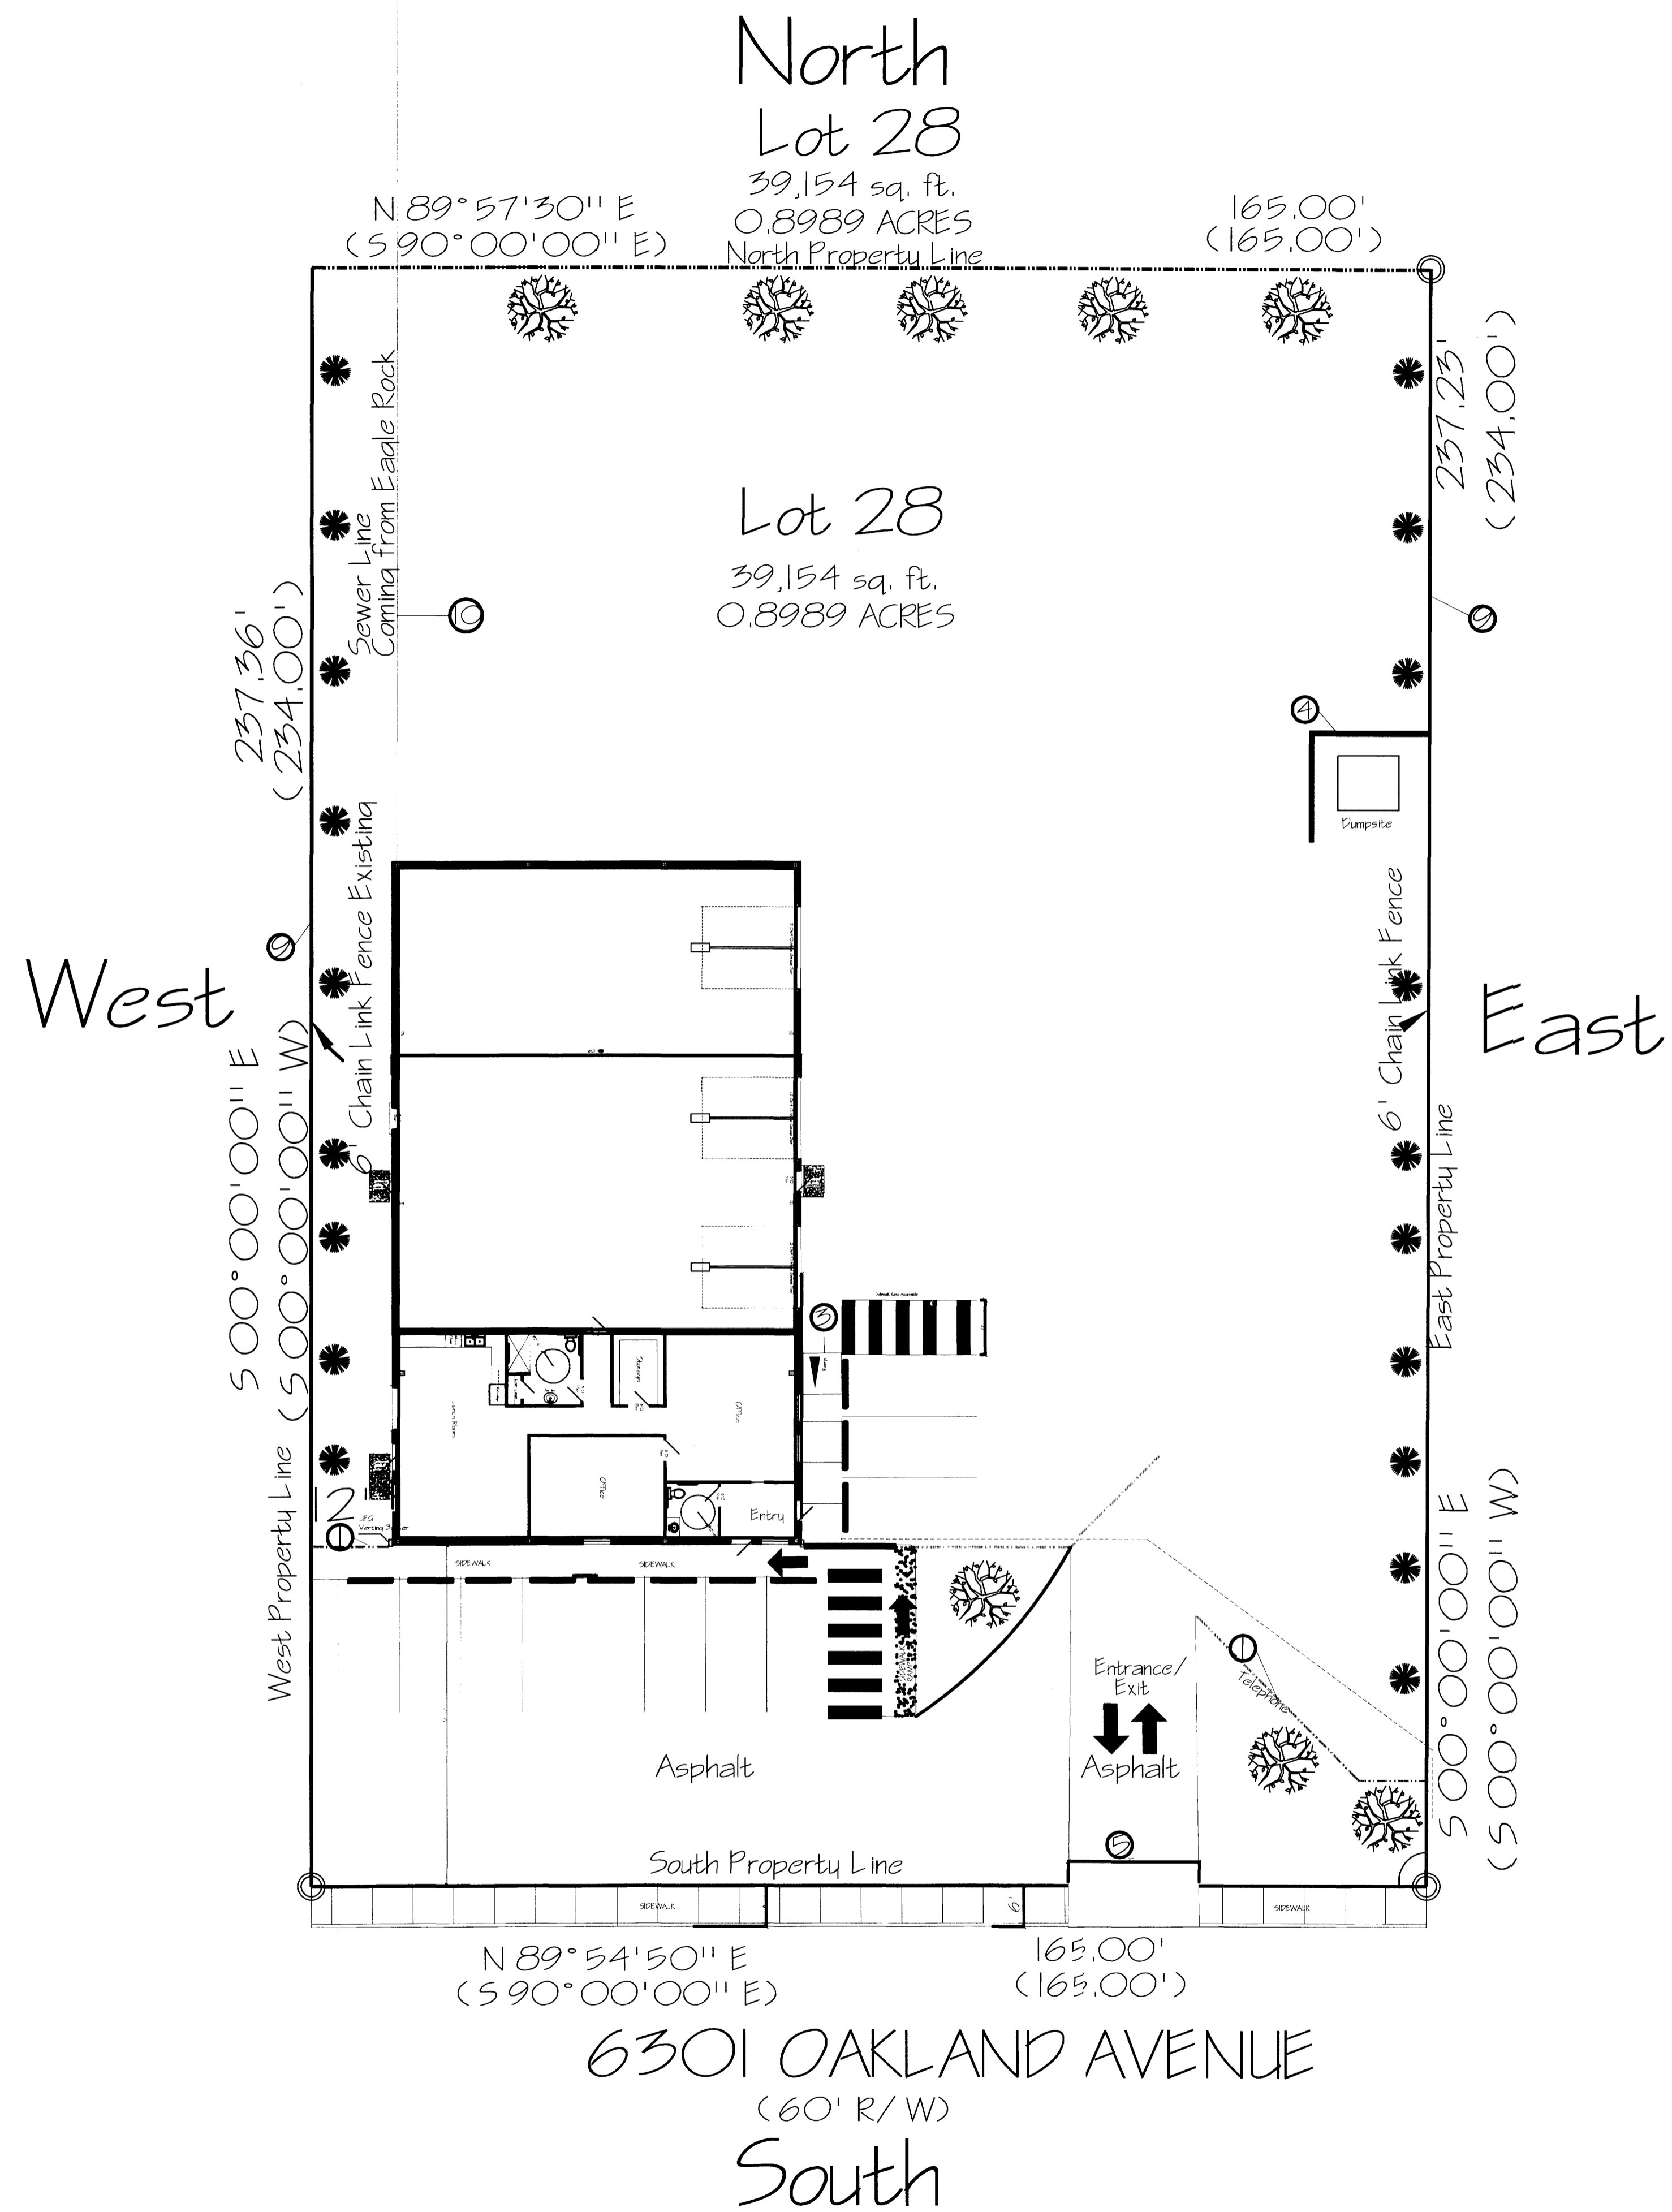 North
Lot 28
39,154 sq. ft.
0.8989 ACRES
North Property Line
N 89°57'30" E
(S 90°00'00" E)
165.00'
(165.00')
237.23'
(234.00')
Sewer Line
Coming from Eagle Rock
Lot 28
39,154 sq. ft.
0.8989 ACRES
10
9
4
Dumpsite
237.36'
(234.00')
6' Chain Link Fence Existing
9
West
6' Chain Link Fence
East
S 00°00'00" E
(S 00°00'00" W)
East Property Line
3
Storage
Office
Office
Entry
12'
1
West Property Line
SIDEWALK
SIDEWALK
SIDEWALK
RAMP
Entrance/
Exit
Asphalt
Asphalt
1
Telephone
S 00°00'00" E
(S 00°00'00" W)
5
South Property Line
SIDEWALK
6'
SIDEWALK
N 89°54'50" E
(S 90°00'00" E)
165.00'
(165.00')
6301 OAKLAND AVENUE
(60' R/W)
South